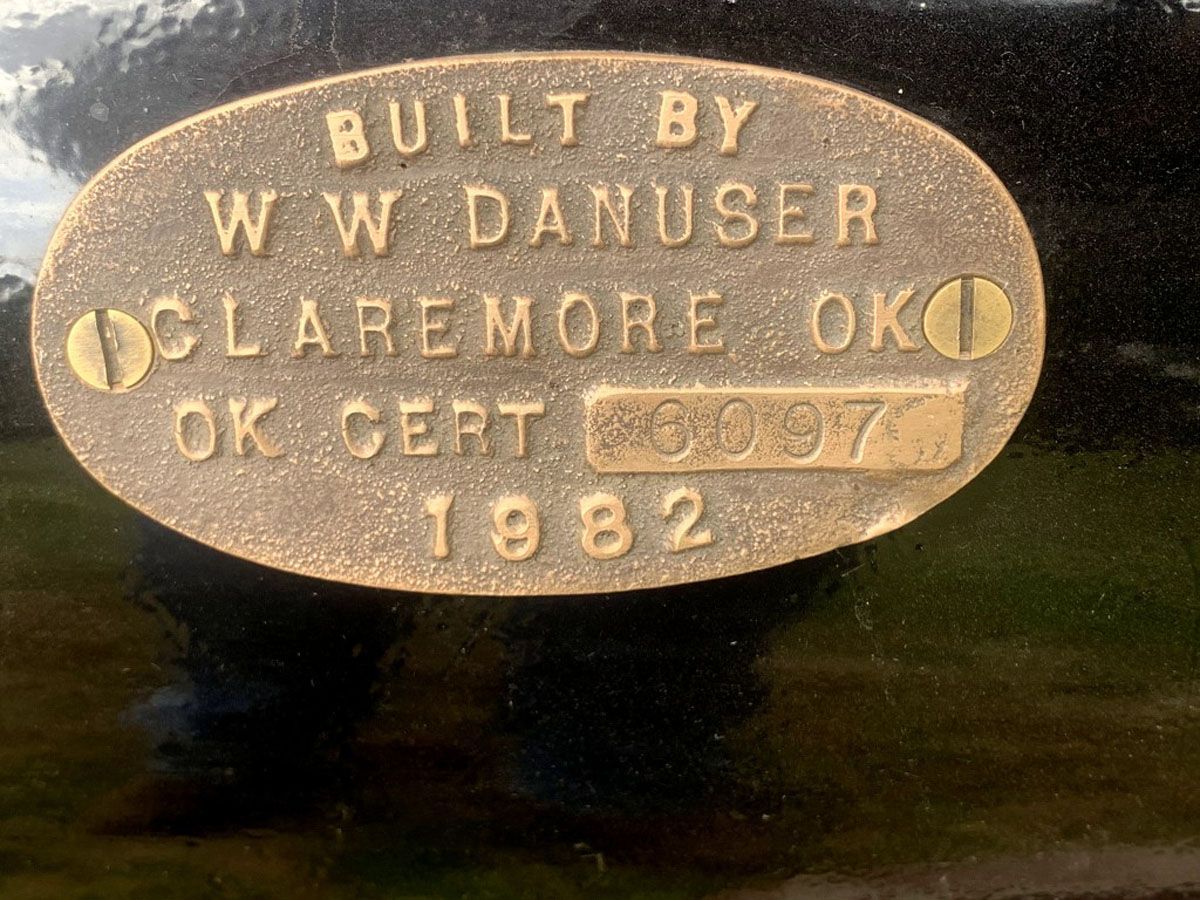 BUILT BY
W W DANUSER
CLAREMORE OK
OK CERT 6097
1982